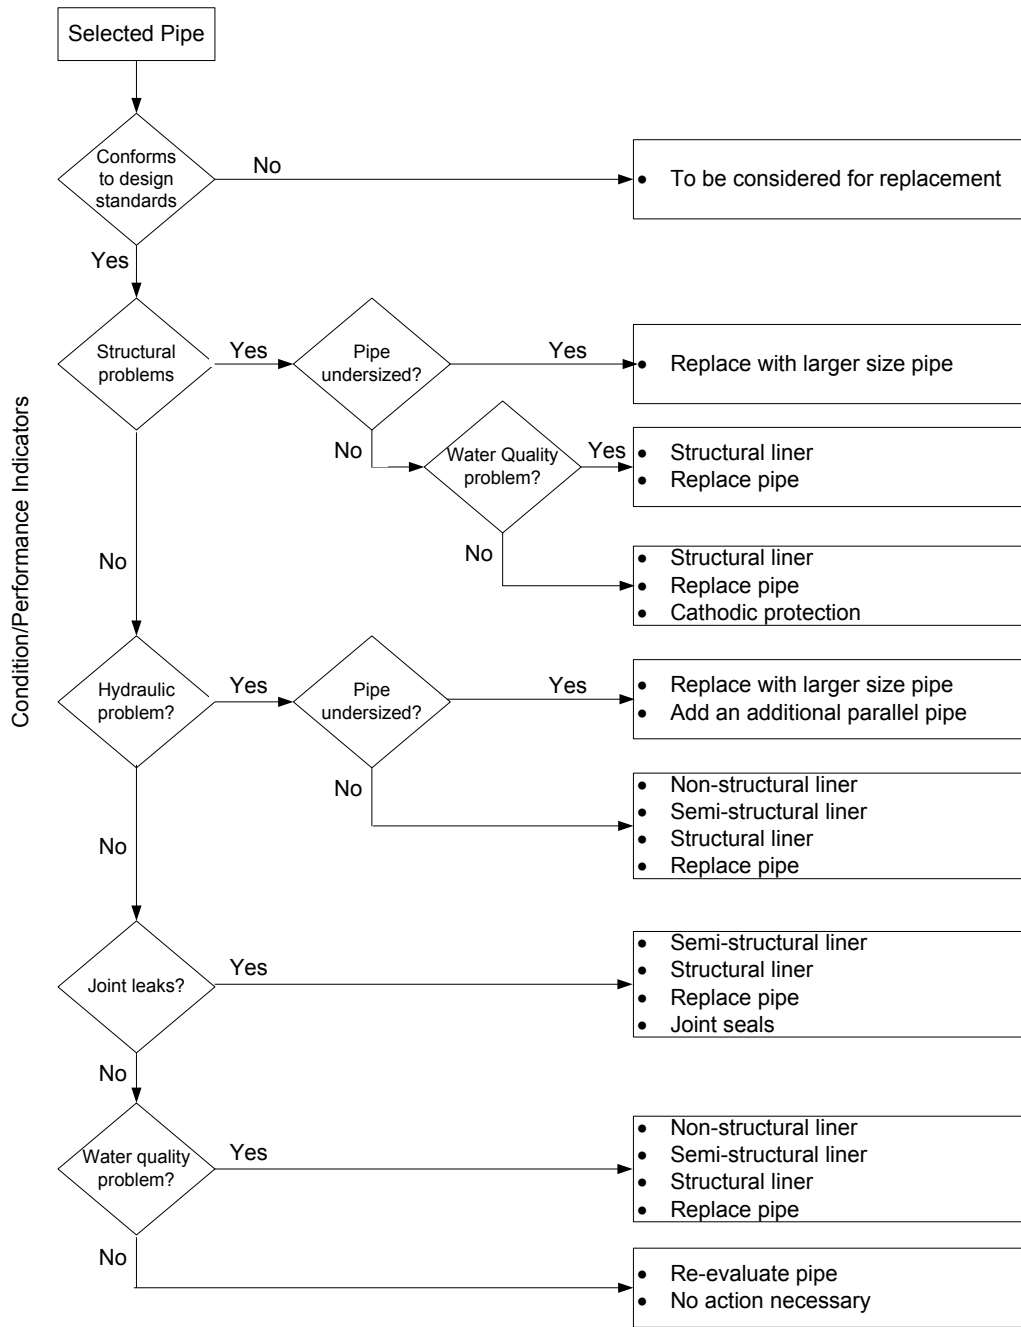 Selected Pipe
Conforms
to design
standards
No
• To be considered for replacement
Yes
Structural
problems
Yes
Pipe
undersized?
Yes
• Replace with larger size pipe
No
Water Quality
problem?
Yes
• Structural liner
• Replace pipe
No
• Structural liner
• Replace pipe
• Cathodic protection
No
Condition/Performance Indicators
Hydraulic
problem?
Yes
Pipe
undersized?
Yes
• Replace with larger size pipe
• Add an additional parallel pipe
No
• Non-structural liner
• Semi-structural liner
• Structural liner
• Replace pipe
No
Joint leaks?
Yes
• Semi-structural liner
• Structural liner
• Replace pipe
• Joint seals
No
Water quality
problem?
Yes
• Non-structural liner
• Semi-structural liner
• Structural liner
• Replace pipe
No
• Re-evaluate pipe
• No action necessary